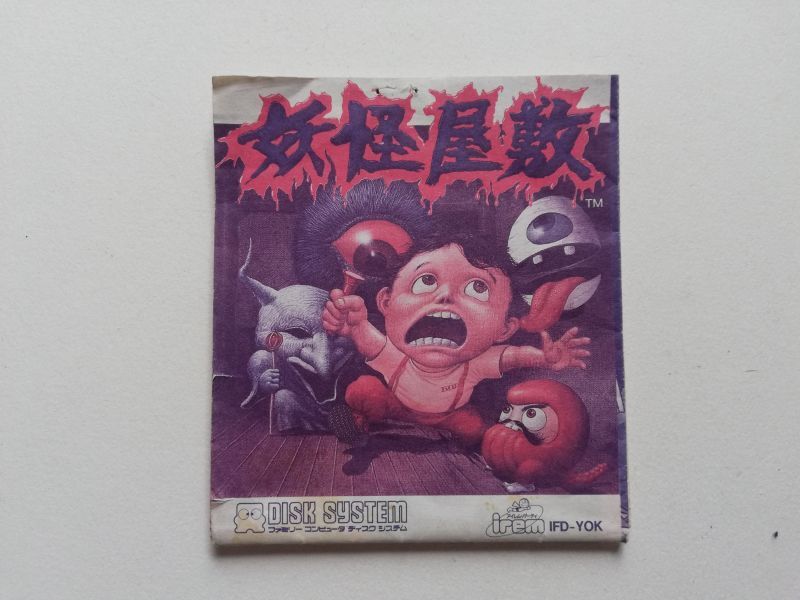 妖怪屋敷
TM
DISK SYSTEM
ファミリー コンピュータ ディスク システム
irem IFD-YOK